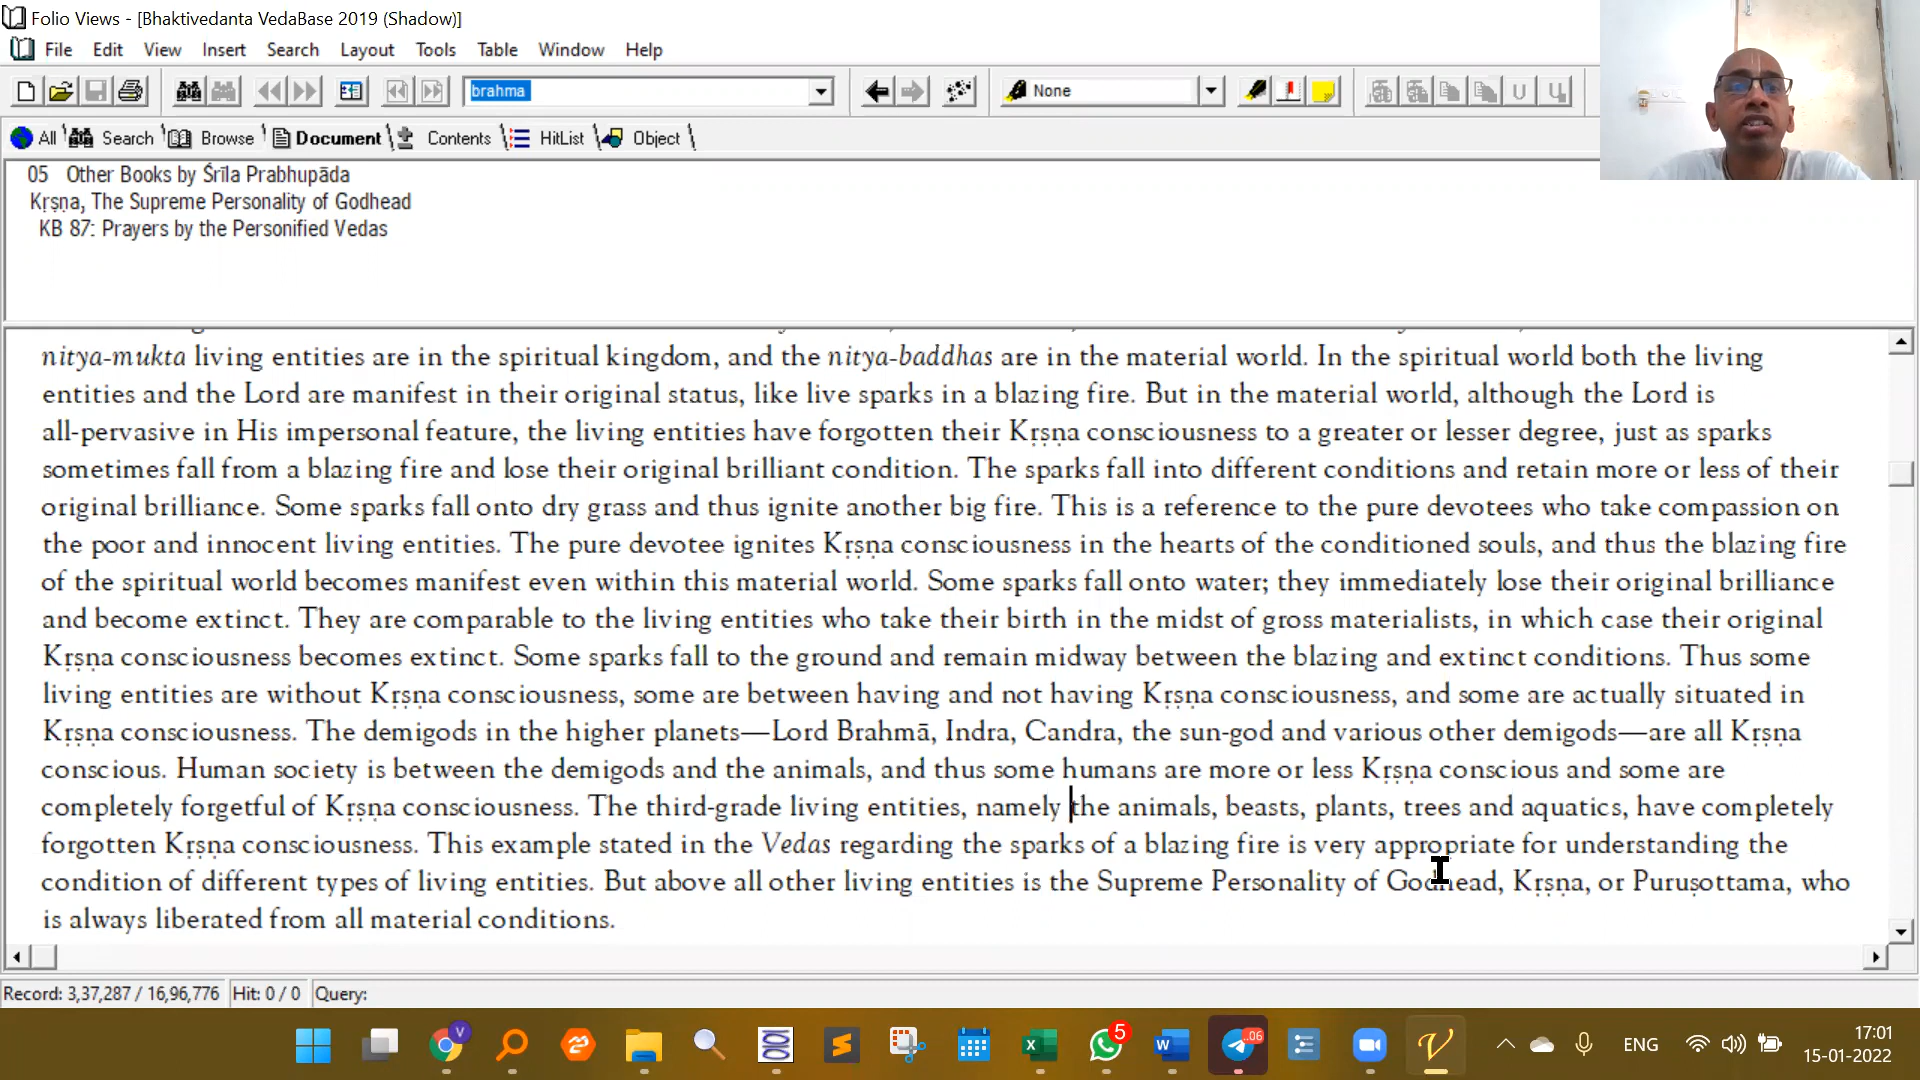 Folio Views - [Bhaktivedanta VedaBase 2019 (Shadow)]
File Edit View Insert Search Layout Tools Table Window Help
brahma None
All Search Browse Document Contents HitList Object
05 Other Books by Śrīla Prabhupāda
Kṛṣṇa, The Supreme Personality of Godhead
KB 87: Prayers by the Personified Vedas
nitya-mukta living entities are in the spiritual kingdom, and the nitya-baddhas are in the material world. In the spiritual world both the living
entities and the Lord are manifest in their original status, like live sparks in a blazing fire. But in the material world, although the Lord is
all-pervasive in His impersonal feature, the living entities have forgotten their Kṛṣṇa consciousness to a greater or lesser degree, just as sparks
sometimes fall from a blazing fire and lose their original brilliant condition. The sparks fall into different conditions and retain more or less of their
original brilliance. Some sparks fall onto dry grass and thus ignite another big fire. This is a reference to the pure devotees who take compassion on
the poor and innocent living entities. The pure devotee ignites Kṛṣṇa consciousness in the hearts of the conditioned souls, and thus the blazing fire
of the spiritual world becomes manifest even within this material world. Some sparks fall onto water; they immediately lose their original brilliance
and become extinct. They are comparable to the living entities who take their birth in the midst of gross materialists, in which case their original
Kṛṣṇa consciousness becomes extinct. Some sparks fall to the ground and remain midway between the blazing and extinct conditions. Thus some
living entities are without Kṛṣṇa consciousness, some are between having and not having Kṛṣṇa consciousness, and some are actually situated in
Kṛṣṇa consciousness. The demigods in the higher planets—Lord Brahmā, Indra, Candra, the sun-god and various other demigods—are all Kṛṣṇa
conscious. Human society is between the demigods and the animals, and thus some humans are more or less Kṛṣṇa conscious and some are
completely forgetful of Kṛṣṇa consciousness. The third-grade living entities, namely the animals, beasts, plants, trees and aquatics, have completely
forgotten Kṛṣṇa consciousness. This example stated in the Vedas regarding the sparks of a blazing fire is very appropriate for understanding the
condition of different types of living entities. But above all other living entities is the Supreme Personality of Godhead, Kṛṣṇa, or Puruṣottama, who
is always liberated from all material conditions.
Record: 3,37,287 / 16,96,776 Hit: 0 / 0 Query:
V 5 .06 ENG 17:01
15-01-2022